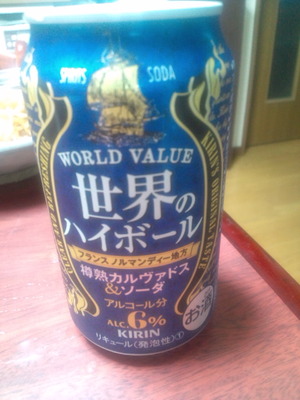 SPIRITS SODA
WORLD VALUE
世界の
ハイボール
フランス ノルマンディー地方
樽熟カルヴァドス
&ソーダ
アルコール分
ALC.6%
KIRIN
お酒
リキュール(発泡性)①